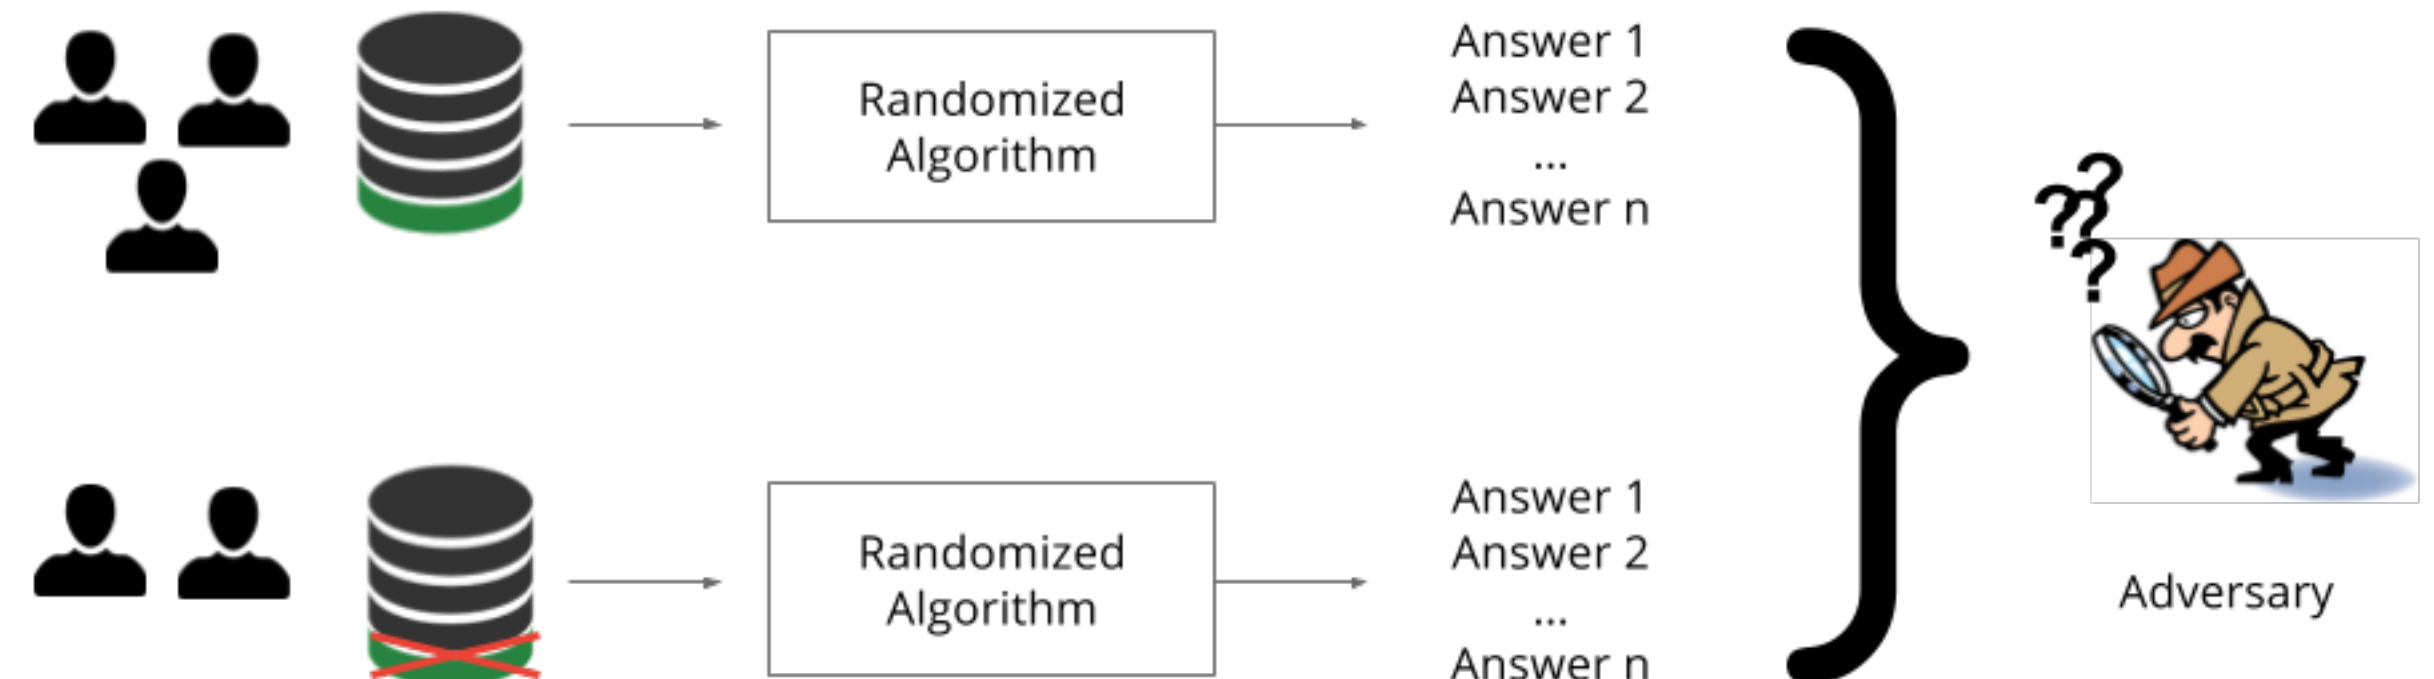 Randomized
Algorithm
Answer 1
Answer 2
...
Answer n
????
Randomized
Algorithm
Answer 1
Answer 2
...
Answer n
Adversary